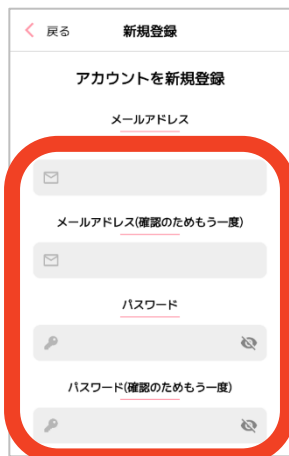 戻る 新規登録
アカウントを新規登録
メールアドレス
メールアドレス(確認のためもう一度)
パスワード
パスワード(確認のためもう一度)